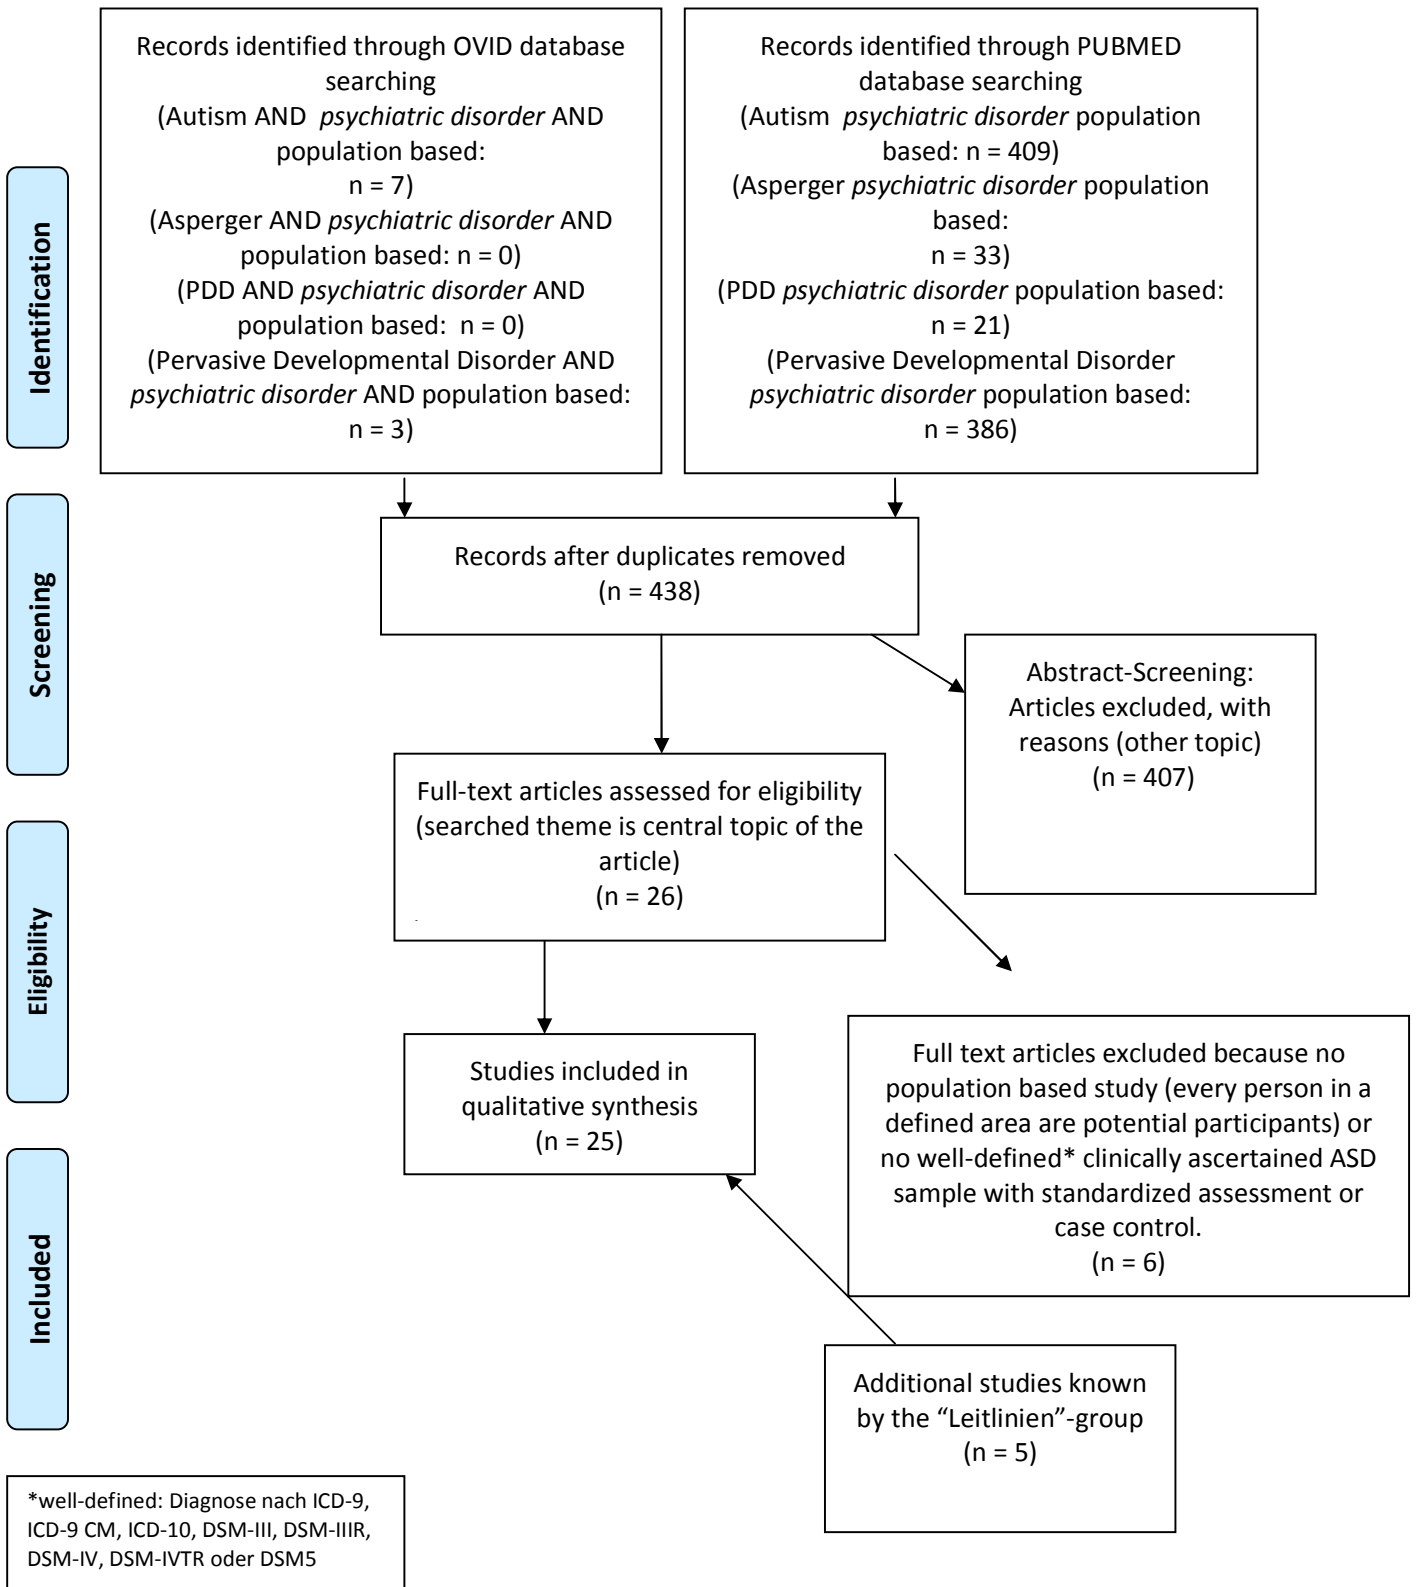 Records identified through OVID database
searching
(Autism AND psychiatric disorder AND
population based:
n = 7)
(Asperger AND psychiatric disorder AND
population based: n = 0)
(PDD AND psychiatric disorder AND
population based: n = 0)
(Pervasive Developmental Disorder AND
psychiatric disorder AND population based:
n = 3)
Records identified through PUBMED
database searching
(Autism psychiatric disorder population
based: n = 409)
(Asperger psychiatric disorder population
based:
n = 33)
(PDD psychiatric disorder population based:
n = 21)
(Pervasive Developmental Disorder
psychiatric disorder population based:
n = 386)
Identification
Records after duplicates removed
(n = 438)
Screening
Abstract-Screening:
Articles excluded, with
reasons (other topic)
(n = 407)
Full-text articles assessed for eligibility
(searched theme is central topic of the
article)
(n = 26)
Eligibility
Studies included in
qualitative synthesis
(n = 25)
Full text articles excluded because no
population based study (every person in a
defined area are potential participants) or
no well-defined* clinically ascertained ASD
sample with standardized assessment or
case control.
(n = 6)
Included
Additional studies known
by the “Leitlinien”-group
(n = 5)
*well-defined: Diagnose nach ICD-9,
ICD-9 CM, ICD-10, DSM-III, DSM-IIIR,
DSM-IV, DSM-IVTR oder DSM5